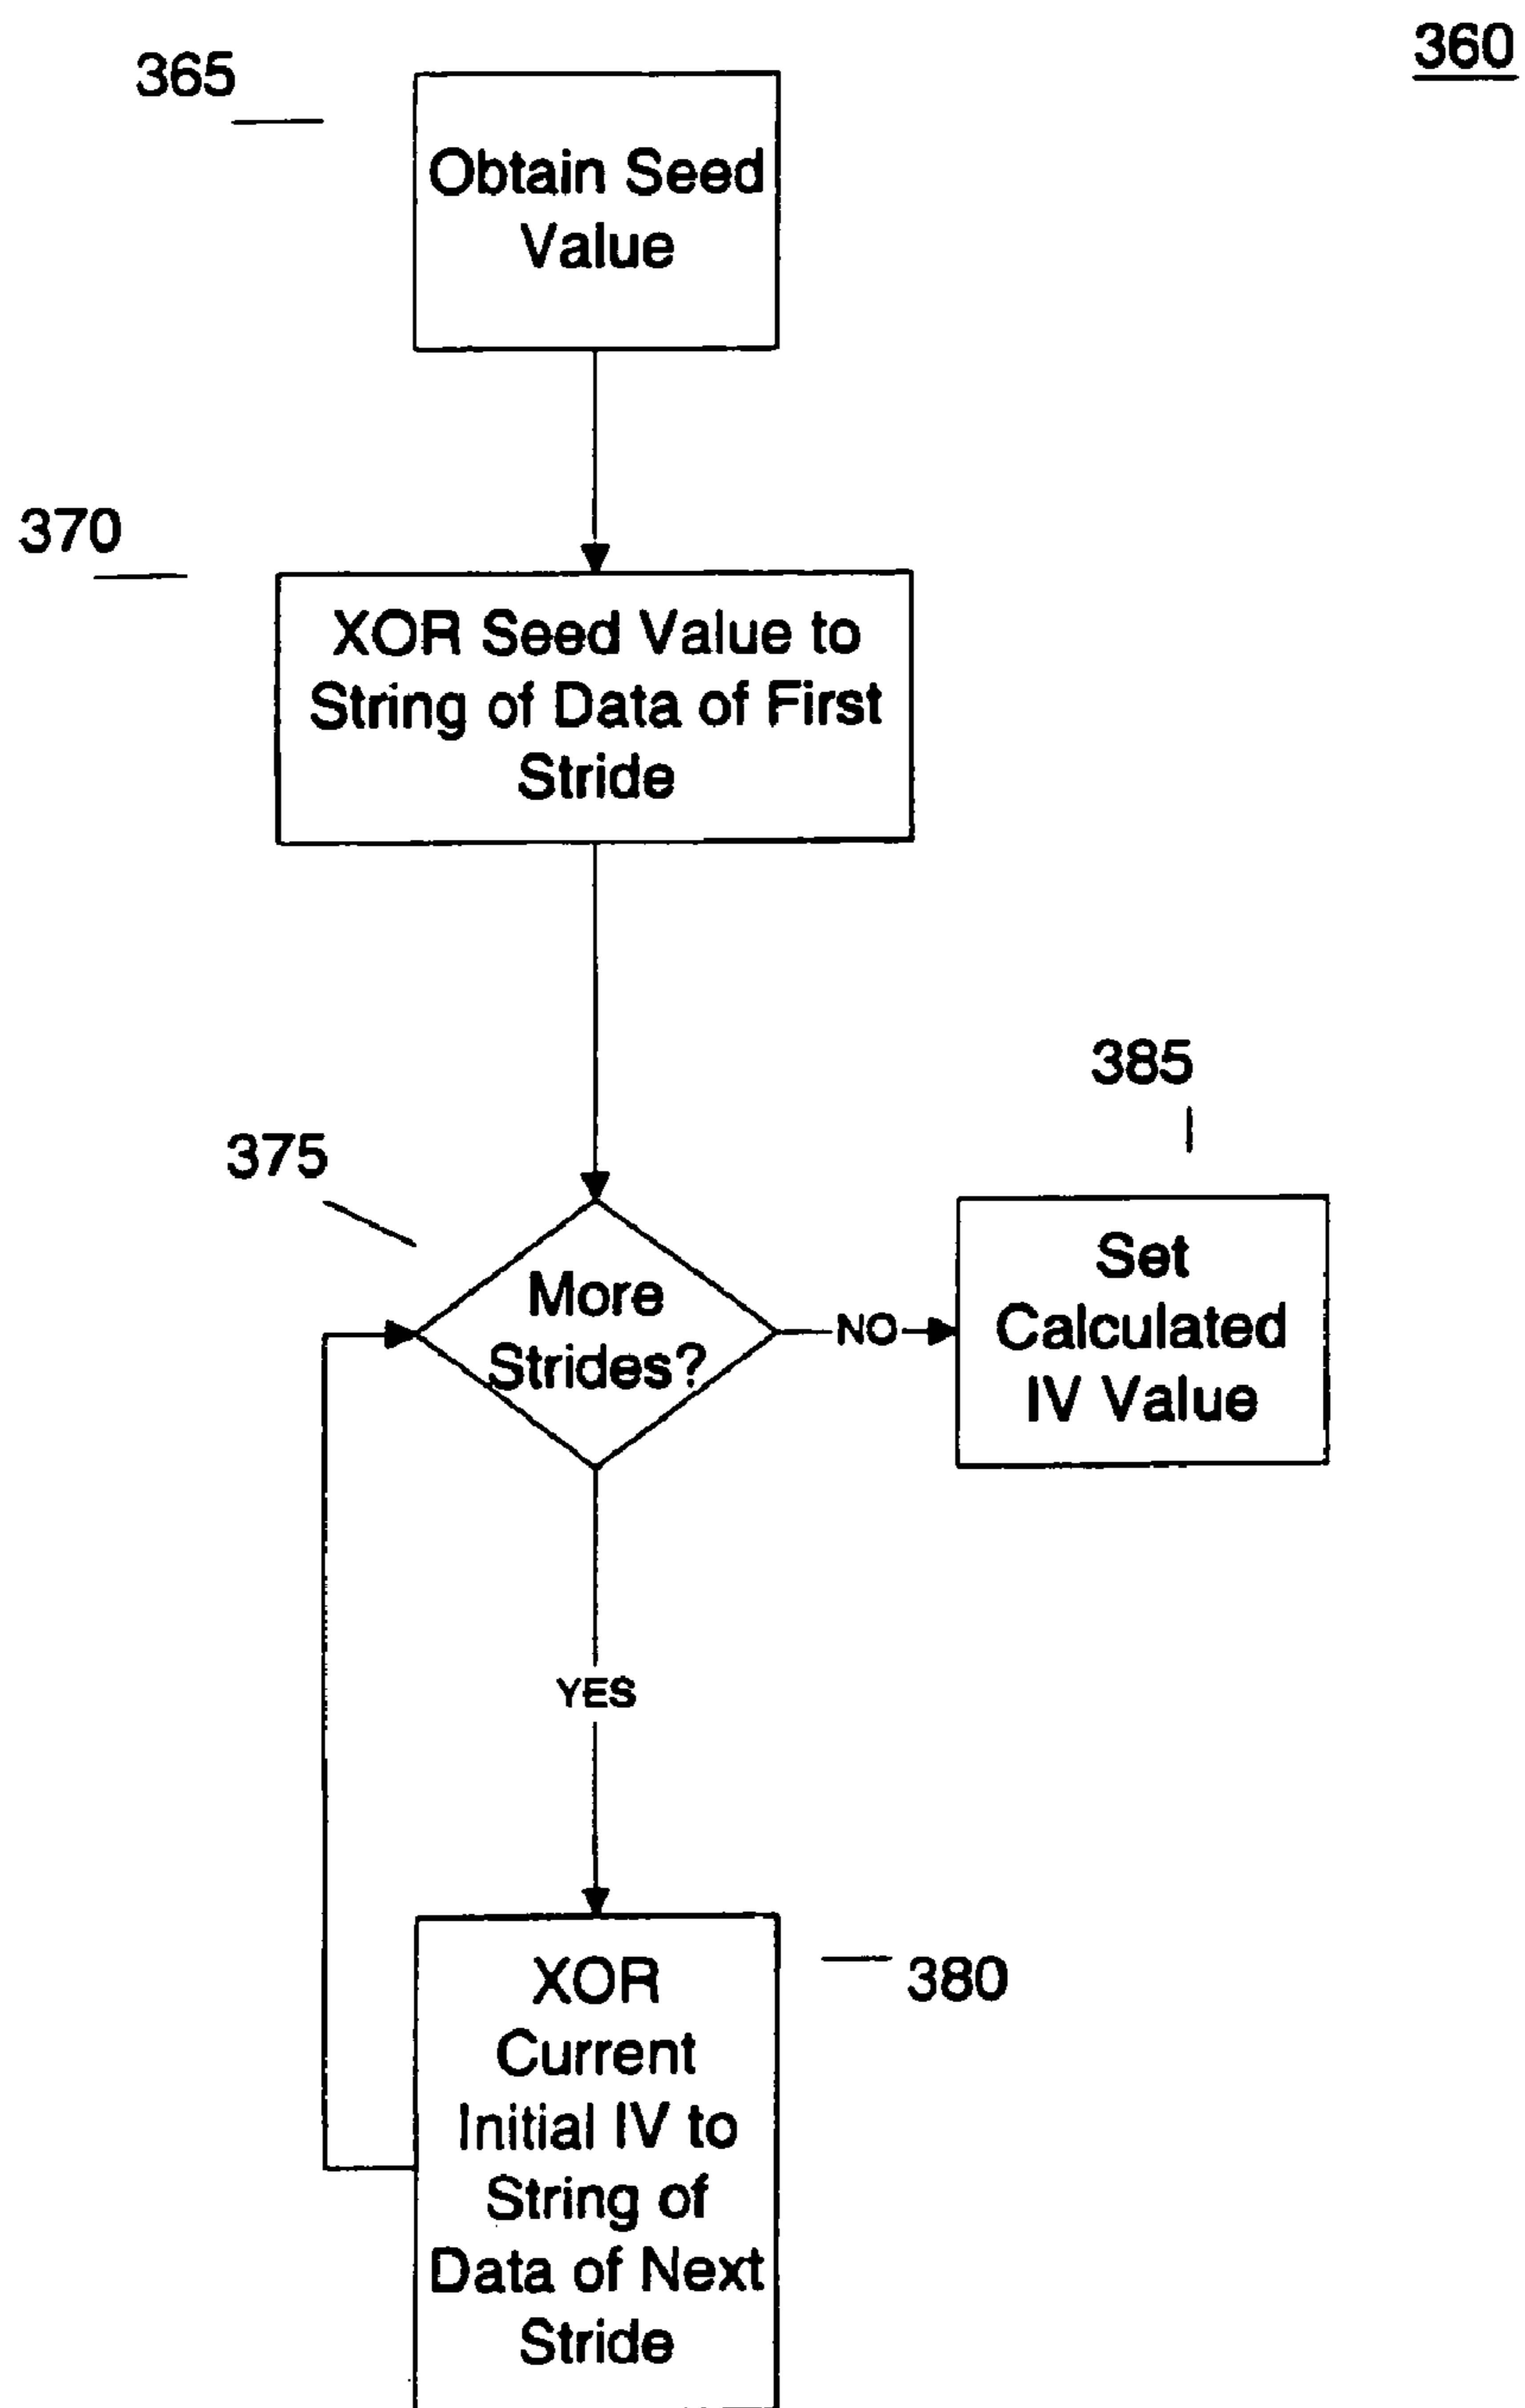 360
365
Obtain Seed
Value
370
XOR Seed Value to
String of Data of First
Stride
385
375
More
Strides?
NO
Set
Calculated
IV Value
YES
XOR
Current
Initial IV to
String of
Data of Next
Stride
380